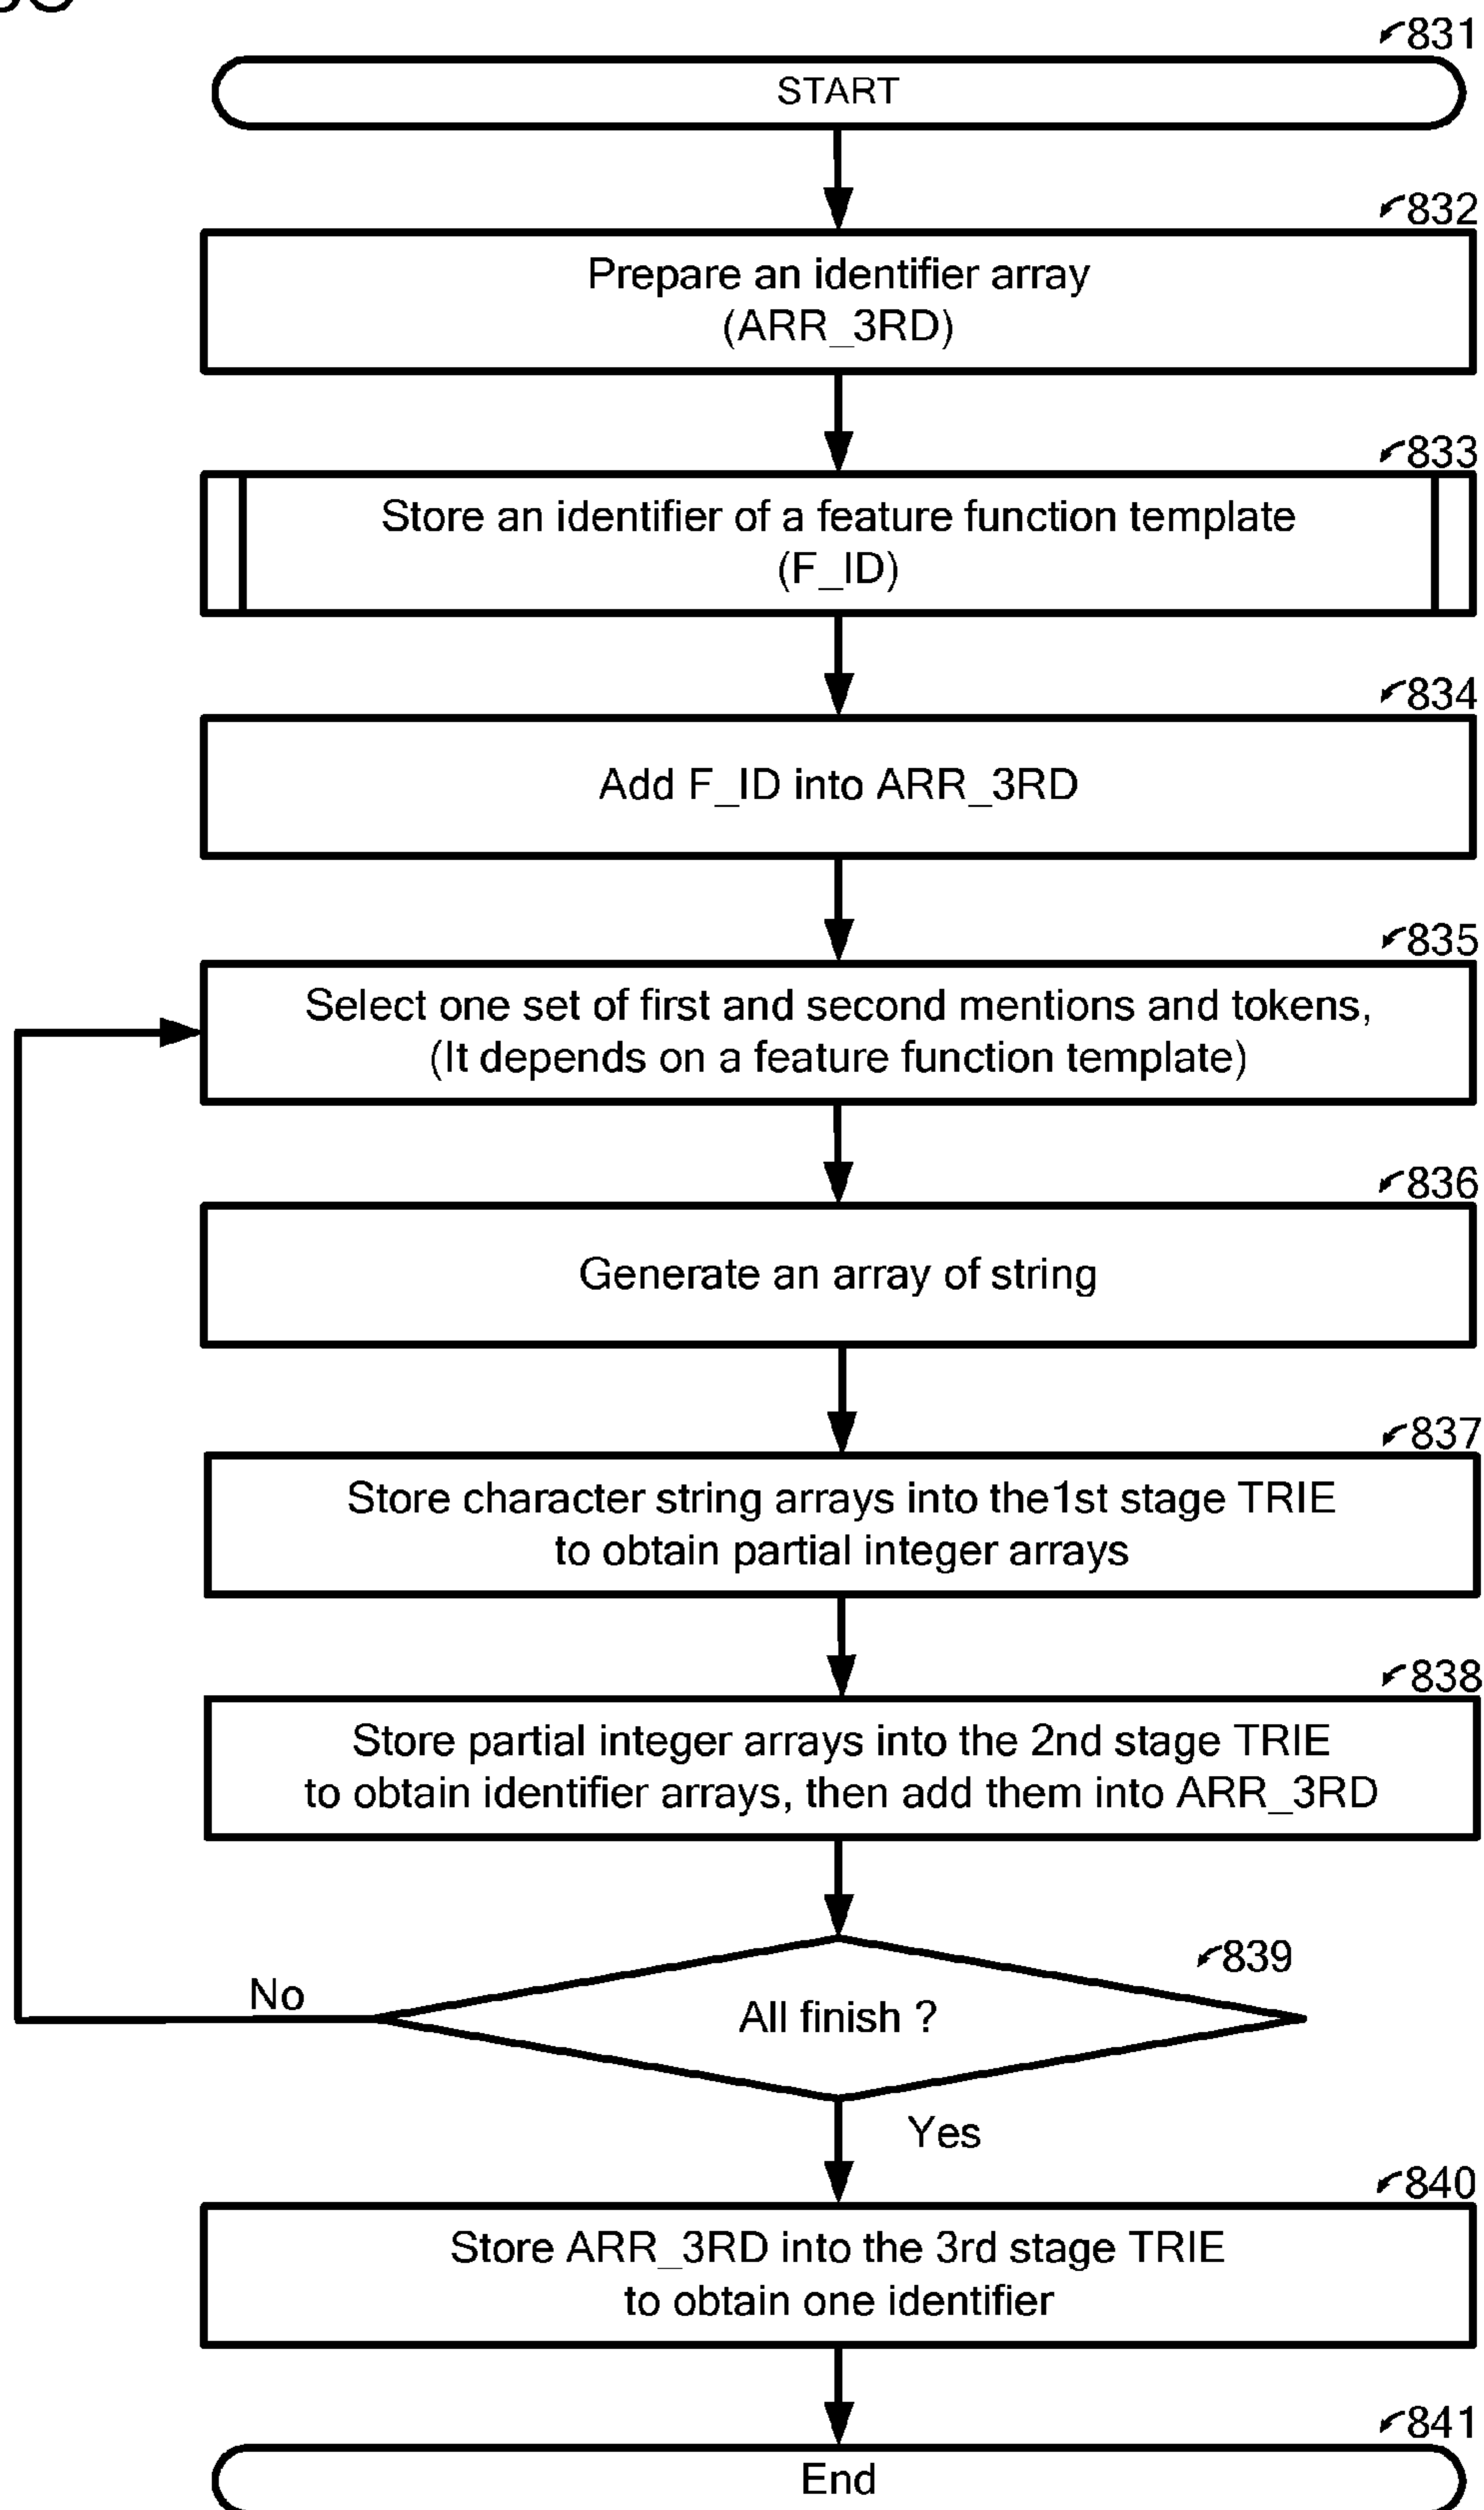 831
START
832
Prepare an identifier array
(ARR_3RD)
833
Store an identifier of a feature function template
(F_ID)
834
Add F_ID into ARR_3RD
835
Select one set of first and second mentions and tokens,
(It depends on a feature function template)
836
Generate an array of string
837
Store character string arrays into the1st stage TRIE
to obtain partial integer arrays
838
Store partial integer arrays into the 2nd stage TRIE
to obtain identifier arrays, then add them into ARR_3RD
839
All finish ?
No
Yes
840
Store ARR_3RD into the 3rd stage TRIE
to obtain one identifier
841
End